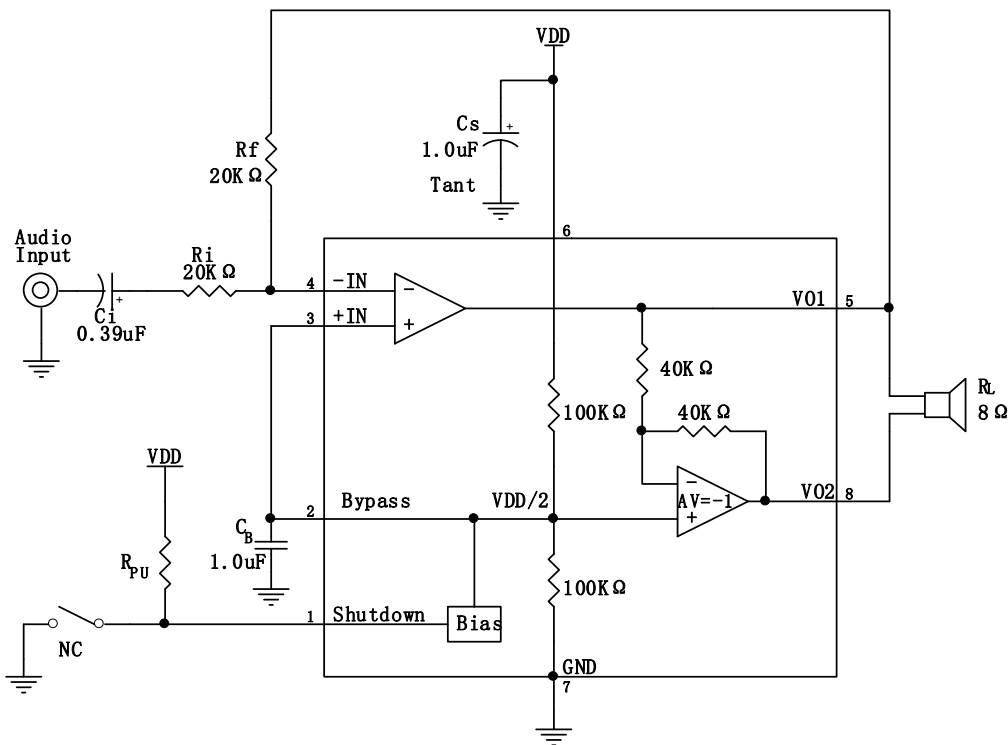 VDD
Cs
+
1.0uF
Tant
Rf
20KΩ
6
Audio
Input
Ri
20KΩ
4
-IN
-
VO1
5
+
Ci
0.39uF
3
+IN
+
40KΩ
RL
8Ω
100KΩ
40KΩ
VDD
2
Bypass
VDD/2
-
AV=-1
+
VO2
8
CB
1.0uF
RPU
100KΩ
1
Shutdown
Bias
NC
GND
7